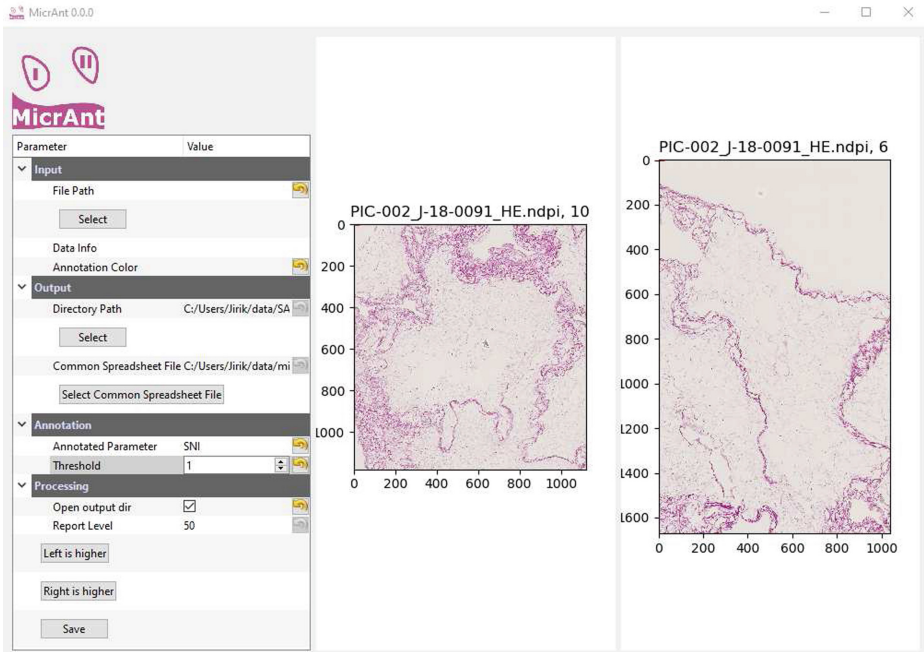 MicrAnt 0.0.0
I II
MicrAnt
Parameter Value
Input
File Path
Select
Data Info
Annotation Color
Output
Directory Path C:/Users/Jirik/data/SA
Select
Common Spreadsheet File C:/Users/Jirik/data/mi
Select Common Spreadsheet File
Annotation
Annotated Parameter SNI
Threshold 1
Processing
Open output dir
Report Level 50
Left is higher
Right is higher
Save
PIC-002_J-18-0091_HE.ndpi, 10
0
200
400
600
800
1000
0 200 400 600 800 1000
PIC-002_J-18-0091_HE.ndpi, 6
0
200
400
600
800
1000
1200
1400
1600
0 200 400 600 800 1000